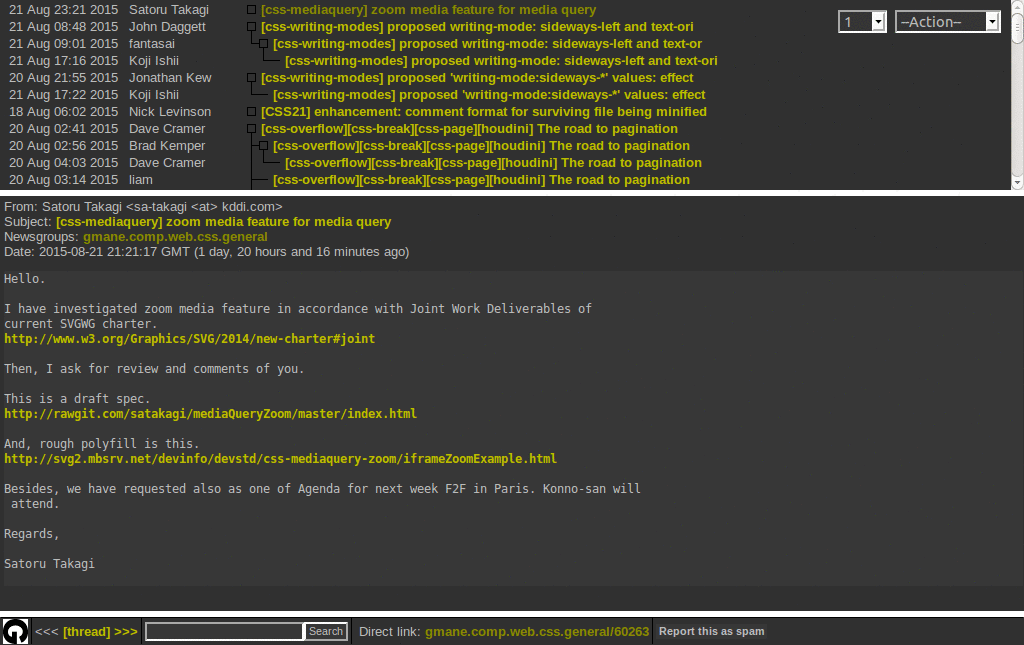 21 Aug 23:21 2015 Satoru Takagi [css-mediaquery] zoom media feature for media query
21 Aug 08:48 2015 John Daggett [css-writing-modes] proposed writing-mode: sideways-left and text-ori
21 Aug 09:01 2015 fantasai [css-writing-modes] proposed writing-mode: sideways-left and text-or
21 Aug 17:16 2015 Koji Ishii [css-writing-modes] proposed writing-mode: sideways-left and text-ori
20 Aug 21:55 2015 Jonathan Kew [css-writing-modes] proposed 'writing-mode:sideways-*' values: effect
21 Aug 17:22 2015 Koji Ishii [css-writing-modes] proposed 'writing-mode:sideways-*' values: effect
18 Aug 06:02 2015 Nick Levinson [CSS21] enhancement: comment format for surviving file being minified
20 Aug 02:41 2015 Dave Cramer [css-overflow][css-break][css-page][houdini] The road to pagination
20 Aug 02:56 2015 Brad Kemper [css-overflow][css-break][css-page][houdini] The road to pagination
20 Aug 04:03 2015 Dave Cramer [css-overflow][css-break][css-page][houdini] The road to pagination
20 Aug 03:14 2015 liam [css-overflow][css-break][css-page][houdini] The road to pagination
1 --Action--
From: Satoru Takagi <sa-takagi <at> kddi.com>
Subject: [css-mediaquery] zoom media feature for media query
Newsgroups: gmane.comp.web.css.general
Date: 2015-08-21 21:21:17 GMT (1 day, 20 hours and 16 minutes ago)
Hello.
I have investigated zoom media feature in accordance with Joint Work Deliverables of
current SVGWG charter.
http://www.w3.org/Graphics/SVG/2014/new-charter#joint
Then, I ask for review and comments of you.
This is a draft spec.
http://rawgit.com/satakagi/mediaQueryZoom/master/index.html
And, rough polyfill is this.
http://svg2.mbsrv.net/devinfo/devstd/css-mediaquery-zoom/iframeZoomExample.html
Besides, we have requested also as one of Agenda for next week F2F in Paris. Konno-san will
attend.
Regards,
Satoru Takagi
<<< [thread] >>> Search Direct link: gmane.comp.web.css.general/60263 Report this as spam